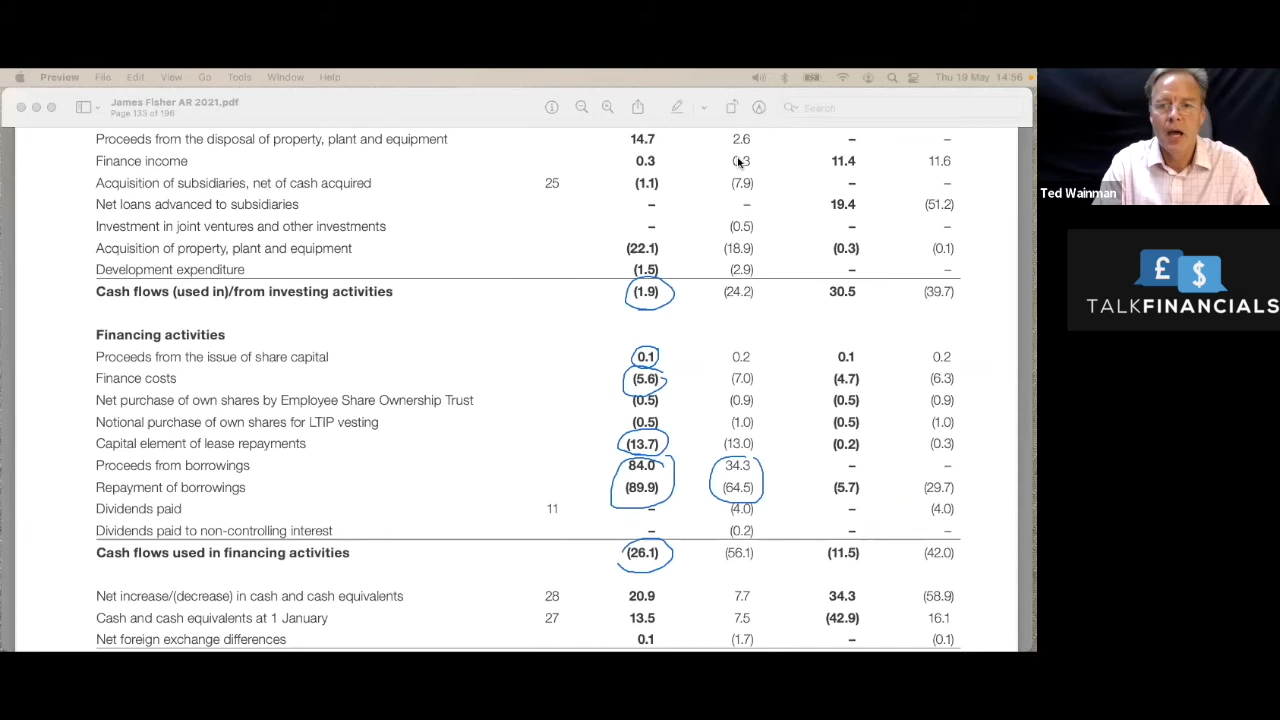 Preview File Edit View Go Tools Window Help Thu 19 May 14:56
James Fisher AR 2021.pdf
Page 135 of 196
Search
Proceeds from the disposal of property, plant and equipment 14.7 2.6 – –
Finance income 0.3 0.3 11.4 11.6
Acquisition of subsidiaries, net of cash acquired 25 (1.1) (7.9) – –
Net loans advanced to subsidiaries – – 19.4 (51.2)
Investment in joint ventures and other investments – (0.5) – –
Acquisition of property, plant and equipment (22.1) (18.9) (0.3) (0.1)
Development expenditure (1.5) (2.9) – –
Cash flows (used in)/from investing activities (1.9) (24.2) 30.5 (39.7)
Financing activities
Proceeds from the issue of share capital 0.1 0.2 0.1 0.2
Finance costs (5.6) (7.0) (4.7) (6.3)
Net purchase of own shares by Employee Share Ownership Trust (0.5) (0.9) (0.5) (0.9)
Notional purchase of own shares for LTIP vesting (0.5) (1.0) (0.5) (1.0)
Capital element of lease repayments (13.7) (13.0) (0.2) (0.3)
Proceeds from borrowings 84.0 34.3 – –
Repayment of borrowings (89.9) (64.5) (5.7) (29.7)
Dividends paid 11 – (4.0) – (4.0)
Dividends paid to non-controlling interest – (0.2) – –
Cash flows used in financing activities (26.1) (56.1) (11.5) (42.0)
Net increase/(decrease) in cash and cash equivalents 28 20.9 7.7 34.3 (58.9)
Cash and cash equivalents at 1 January 27 13.5 7.5 (42.9) 16.1
Net foreign exchange differences 0.1 (1.7) – (0.1)
Ted Wainman
£ $
TALKFINANCIALS